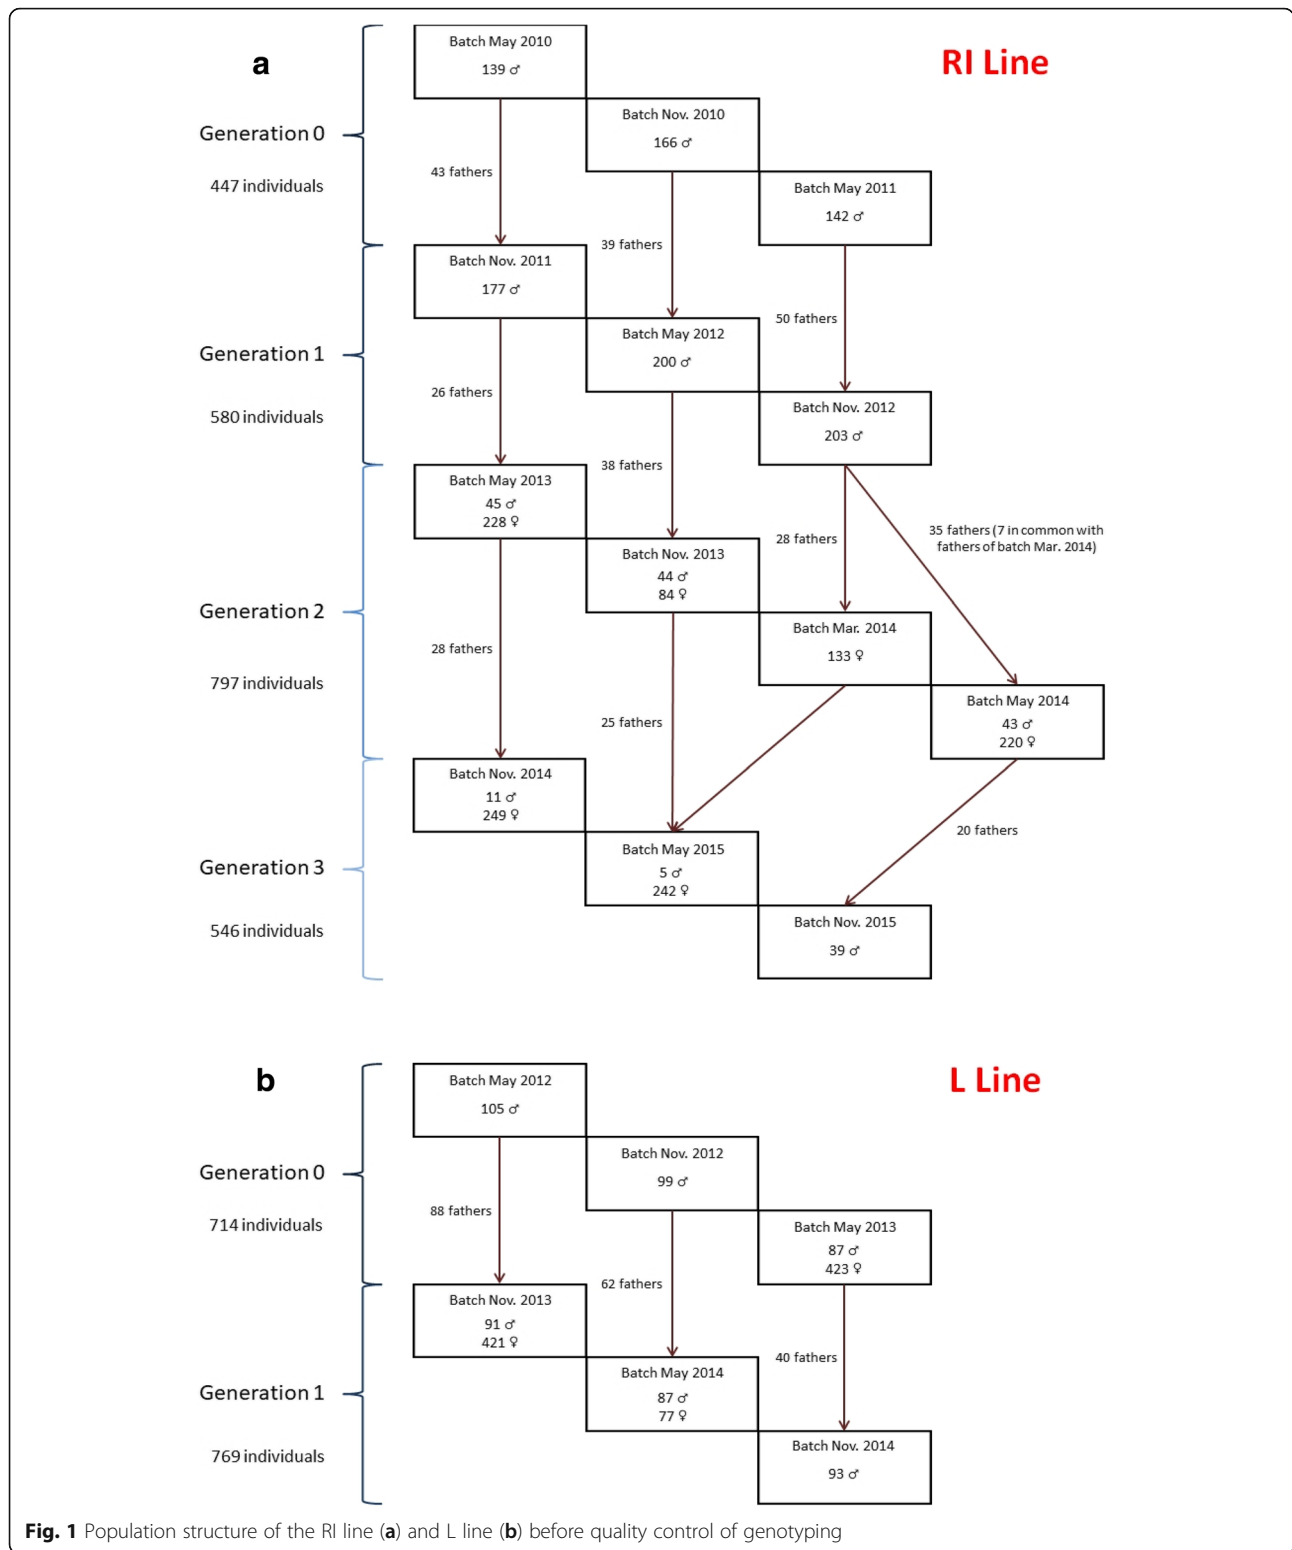 a
RI Line
Batch May 2010
139 ♂
Generation 0
447 individuals
Batch Nov. 2010
166 ♂
43 fathers
Batch May 2011
142 ♂
39 fathers
Batch Nov. 2011
177 ♂
50 fathers
Generation 1
580 individuals
Batch May 2012
200 ♂
26 fathers
Batch Nov. 2012
203 ♂
38 fathers
Batch May 2013
45 ♂
228 ♀
28 fathers
35 fathers (7 in common with
fathers of batch Mar. 2014)
Generation 2
797 individuals
Batch Nov. 2013
44 ♂
84 ♀
28 fathers
Batch Mar. 2014
133 ♀
25 fathers
Batch May 2014
43 ♂
220 ♀
Batch Nov. 2014
11 ♂
249 ♀
20 fathers
Generation 3
546 individuals
Batch May 2015
5 ♂
242 ♀
Batch Nov. 2015
39 ♂
b
L Line
Batch May 2012
105 ♂
Generation 0
714 individuals
Batch Nov. 2012
99 ♂
88 fathers
Batch May 2013
87 ♂
423 ♀
62 fathers
Batch Nov. 2013
91 ♂
421 ♀
40 fathers
Generation 1
769 individuals
Batch May 2014
87 ♂
77 ♀
Batch Nov. 2014
93 ♂
Fig. 1 Population structure of the RI line (a) and L line (b) before quality control of genotyping